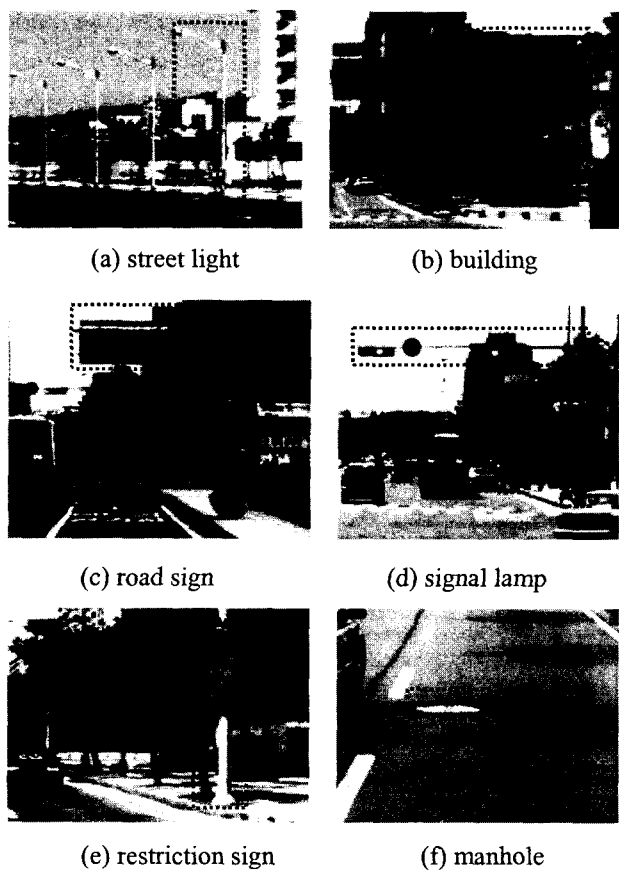 (a) street light
(b) building
(c) road sign
(d) signal lamp
(e) restriction sign
(f) manhole